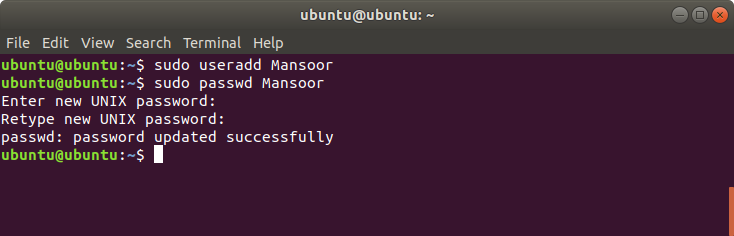 ubuntu@ubuntu: ~
File Edit View Search Terminal Help
ubuntu@ubuntu:~$ sudo useradd Mansoor
ubuntu@ubuntu:~$ sudo passwd Mansoor
Enter new UNIX password:
Retype new UNIX password:
passwd: password updated successfully
ubuntu@ubuntu:~$